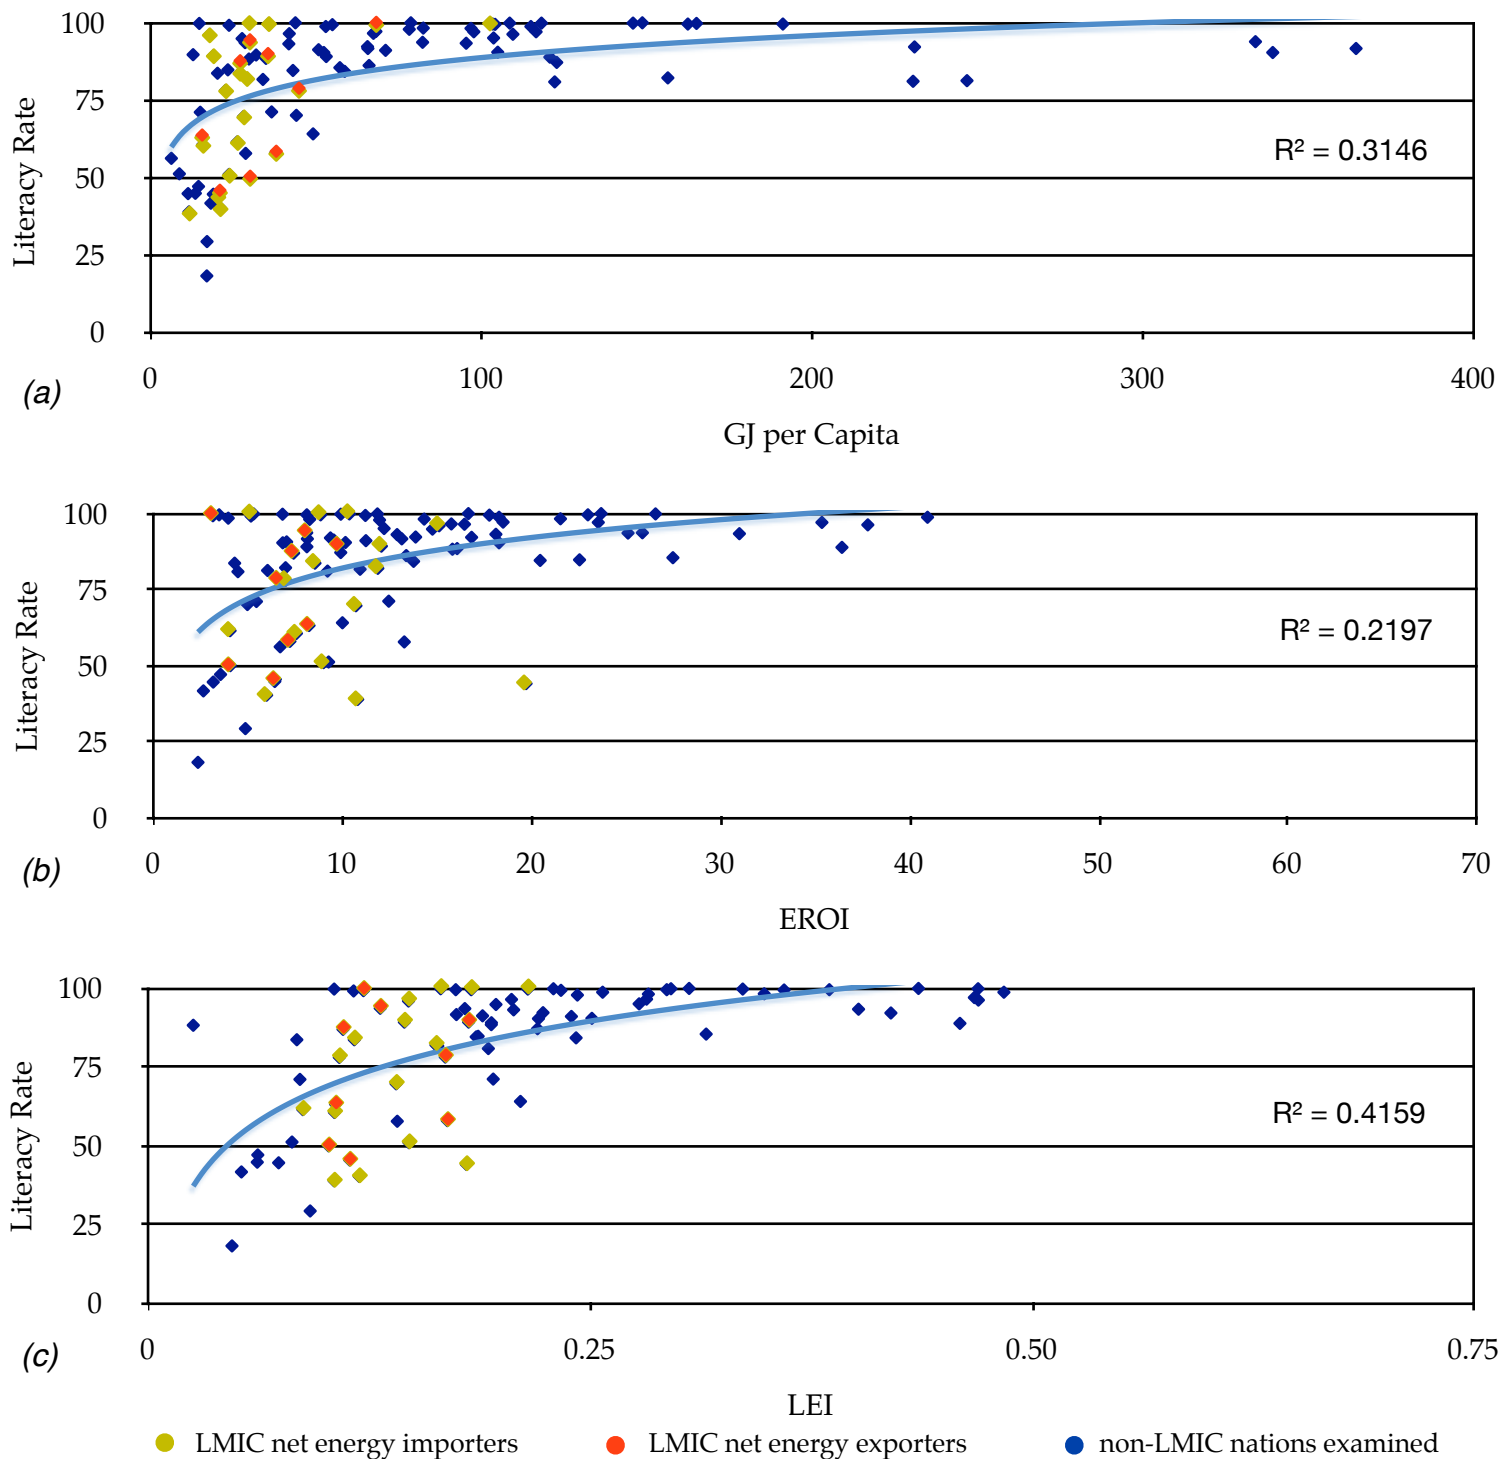 100
75
50
25
0
Literacy Rate
R² = 0.3146
0 100 200 300 400
(a)
GJ per Capita
100
75
50
25
0
Literacy Rate
R² = 0.2197
0 10 20 30 40 50 60 70
(b)
EROI
100
75
50
25
0
Literacy Rate
R² = 0.4159
0 0.25 0.50 0.75
(c)
LEI
LMIC net energy importers LMIC net energy exporters non-LMIC nations examined